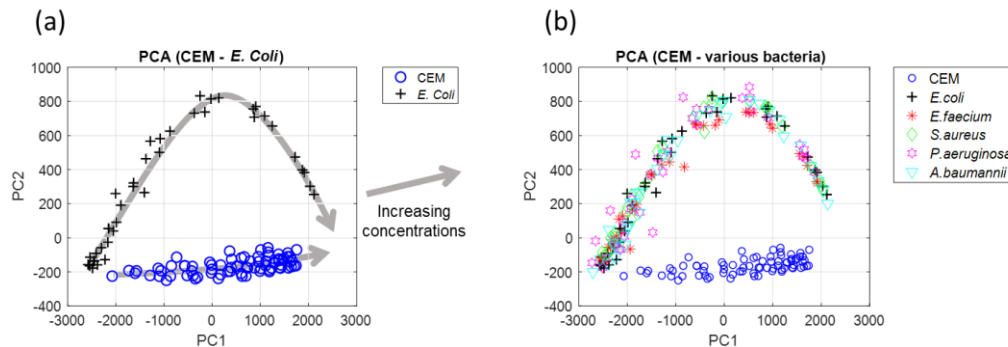 (a)
PCA (CEM - E. Coli)
1000
800
600
400
200
0
-200
-400
-3000 -2000 -1000 0 1000 2000 3000
PC2
PC1
CEM
E. Coli
Increasing
concentrations
(b)
PCA (CEM - various bacteria)
1000
800
600
400
200
0
-200
-400
-3000 -2000 -1000 0 1000 2000 3000
PC2
PC1
CEM
E.coli
E.faecium
S.aureus
P.aeruginosa
A.baumannii